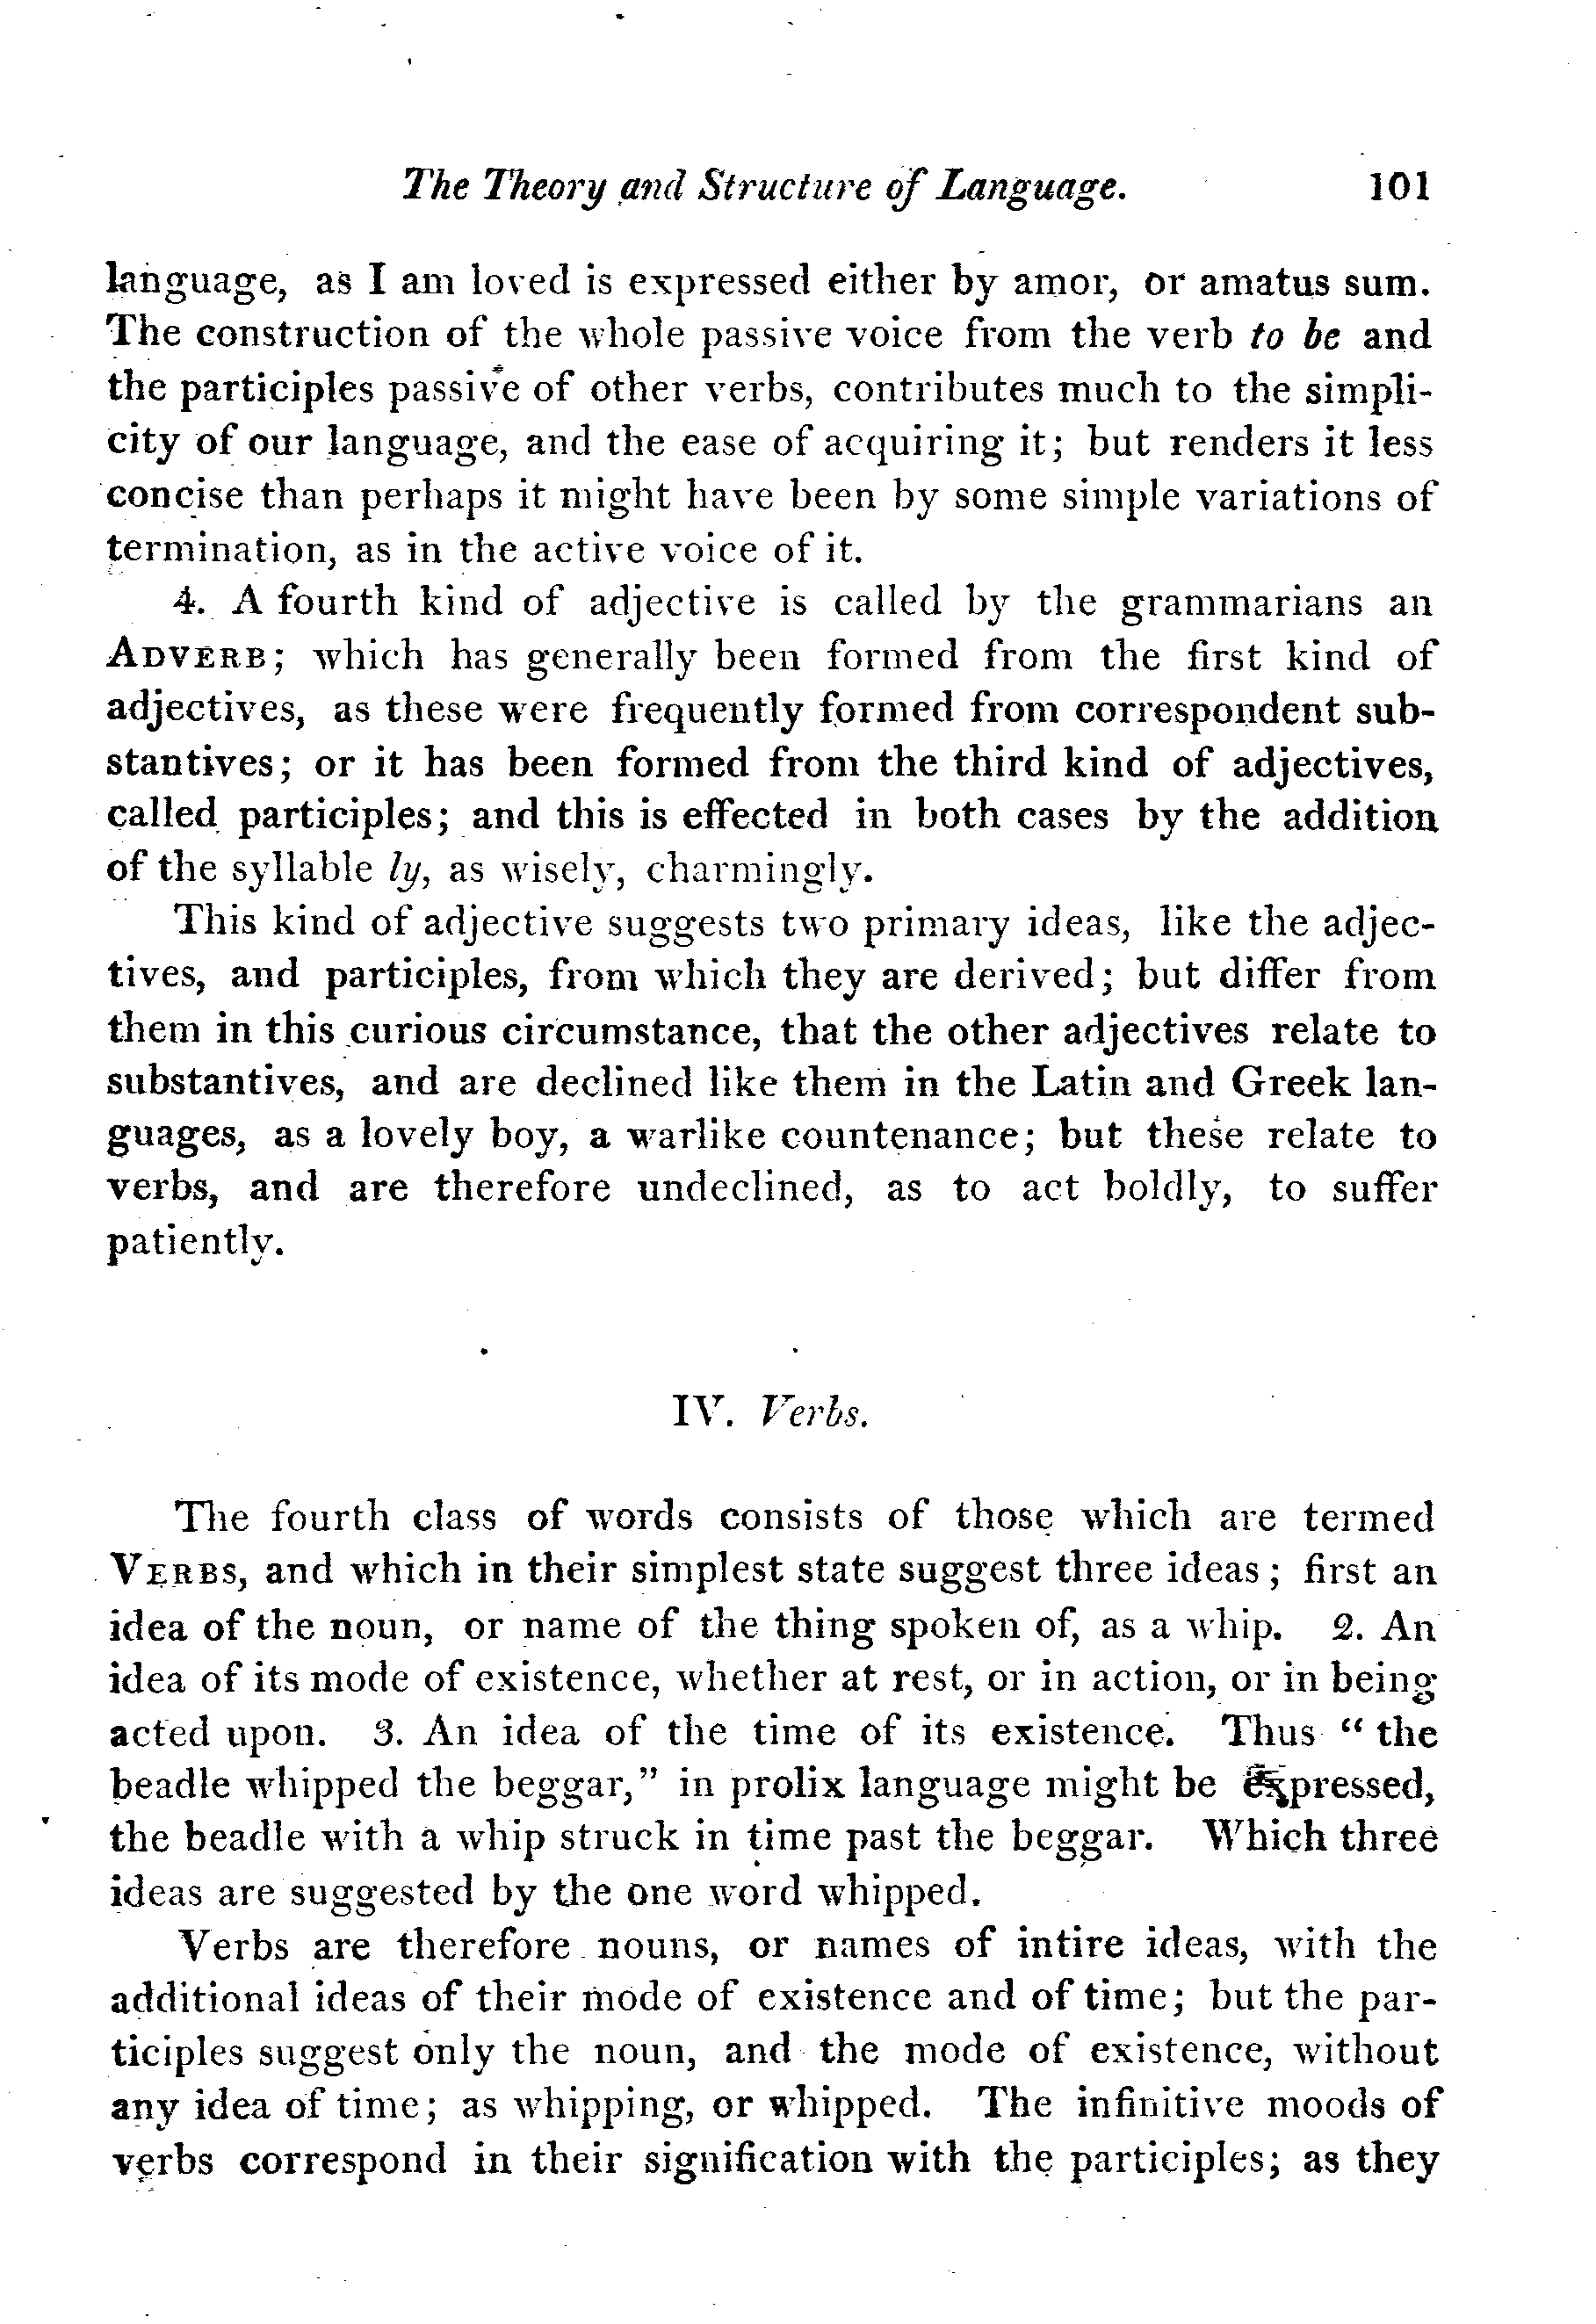 The Theory and Structure of Language. 101
language, as I am loved is expressed either by amor, or amatus sum.
The construction of the whole passive voice from the verb to be and
the participles passive of other verbs, contributes much to the simpli-
city of our language, and the ease of acquiring it; but renders it less
concise than perhaps it might have been by some simple variations of
termination, as in the active voice of it.
4. A fourth kind of adjective is called by the grammarians an
ADVERB; which has generally been formed from the first kind of
adjectives, as these were frequently formed from correspondent sub-
stantives; or it has been formed from the third kind of adjectives,
called participles; and this is effected in both cases by the addition
of the syllable ly, as wisely, charmingly.
This kind of adjective suggests two primary ideas, like the adjec-
tives, and participles, from which they are derived; but differ from
them in this curious circumstance, that the other adjectives relate to
substantives, and are declined like them in the Latin and Greek lan-
guages, as a lovely boy, a warlike countenance; but these relate to
verbs, and are therefore undeclined, as to act boldly, to suffer
patiently.
IV. Verbs.
The fourth class of words consists of those which are termed
VERBS, and which in their simplest state suggest three ideas; first an
idea of the noun, or name of the thing spoken of, as a whip. 2. An
idea of its mode of existence, whether at rest, or in action, or in being
acted upon. 3. An idea of the time of its existence. Thus "the
beadle whipped the beggar," in prolix language might be expressed,
the beadle with a whip struck in time past the beggar. Which three
ideas are suggested by the one word whipped.
Verbs are therefore nouns, or names of intire ideas, with the
additional ideas of their mode of existence and of time; but the par-
ticiples suggest only the noun, and the mode of existence, without
any idea of time; as whipping, or whipped. The infinitive moods of
verbs correspond in their signification with the participles; as they